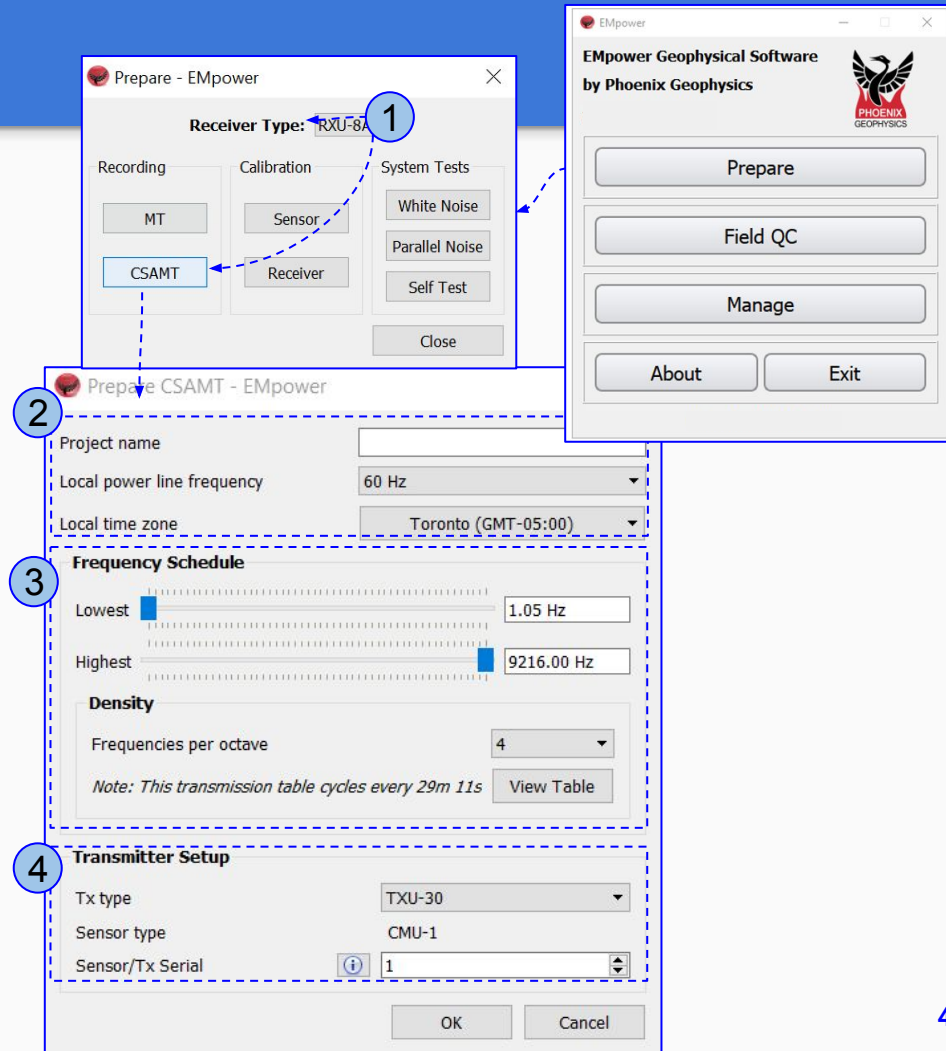 EMpower
EMpower Geophysical Software
by Phoenix Geophysics
PHOENIX
GEOPHYSICS
Prepare
Field QC
Manage
About Exit
Prepare - EMpower
Receiver Type: RXU-8A
1
Recording Calibration System Tests
MT Sensor White Noise
Parallel Noise
CSAMT Receiver
Self Test
Close
Prepare CSAMT - EMpower
2
Project name
Local power line frequency 60 Hz
Local time zone Toronto (GMT-05:00)
3
Frequency Schedule
Lowest 1.05 Hz
Highest 9216.00 Hz
Density
Frequencies per octave 4
Note: This transmission table cycles every 29m 11s View Table
4
Transmitter Setup
Tx type TXU-30
Sensor type CMU-1
Sensor/Tx Serial i 1
OK Cancel